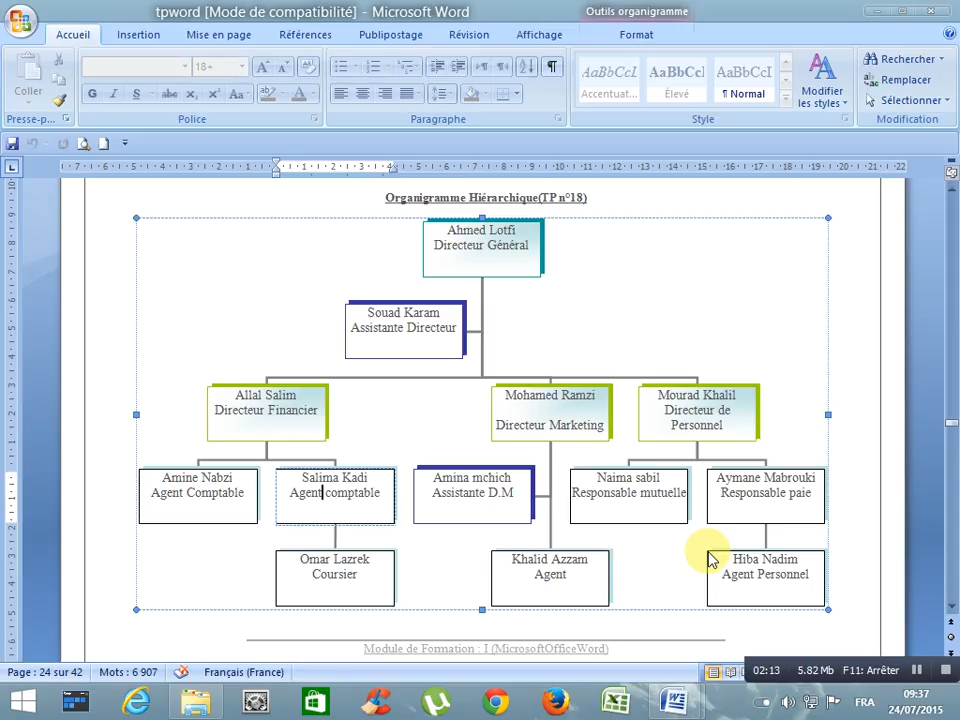 tpword [Mode de compatibilité] - Microsoft Word
Outils organigramme
Accueil
Insertion
Mise en page
Références
Publipostage
Révision
Affichage
Format
Coller
18+
G I S abc x₂ x² Aa
AaBbCcI
AaBbCcI
AaBbCcI
Accentuat...
Élevé
¶ Normal
Modifier
les styles
Rechercher
Remplacer
Sélectionner
Presse-p...
Police
Paragraphe
Style
Modification
Organigramme Hiérarchique(TP n°18)
Ahmed Lotfi
Directeur Général
Souad Karam
Assistante Directeur
Allal Salim
Directeur Financier
Mohamed Ramzi
Directeur Marketing
Mourad Khalil
Directeur de
Personnel
Amine Nabzi
Agent Comptable
Salima Kadi
Agent comptable
Amina mchich
Assistante D.M
Naima sabil
Responsable mutuelle
Aymane Mabrouki
Responsable paie
Omar Lazrek
Coursier
Khalid Azzam
Agent
Hiba Nadim
Agent Personnel
Module de Formation : I (MicrosoftOfficeWord)
Page : 24 sur 42
Mots : 6 907
Français (France)
02:13
5.82 Mb
F11: Arrêter
FRA
09:37
24/07/2015